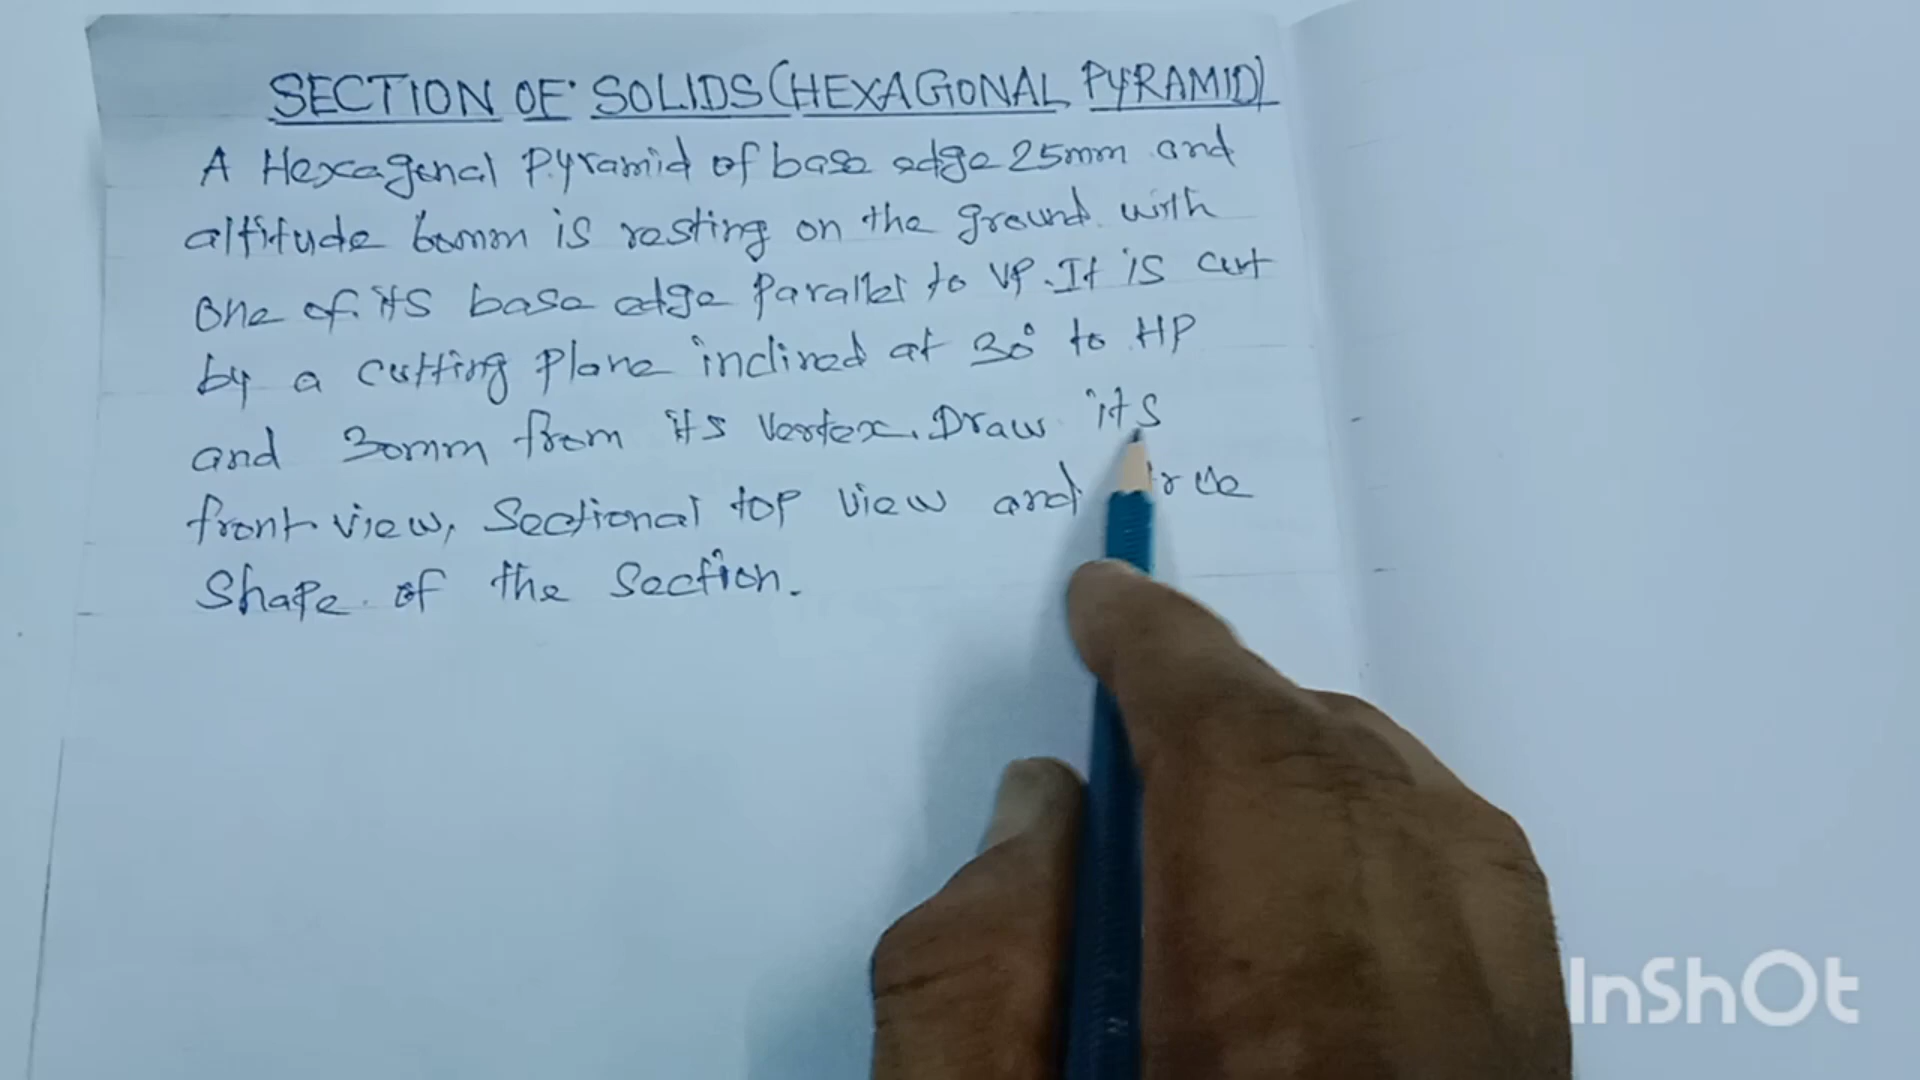 SECTION OF SOLIDS (HEXAGONAL PYRAMID)
A Hexagonal Pyramid of base edge 25mm and
altitude 60mm is resting on the ground with
one of its base edge Parallel to VP. It is cut
by a cutting Plane inclined at 30° to HP
and 30mm from its vertex. Draw its
front view, Sectional top view and
Shape of the Section.
InShOt